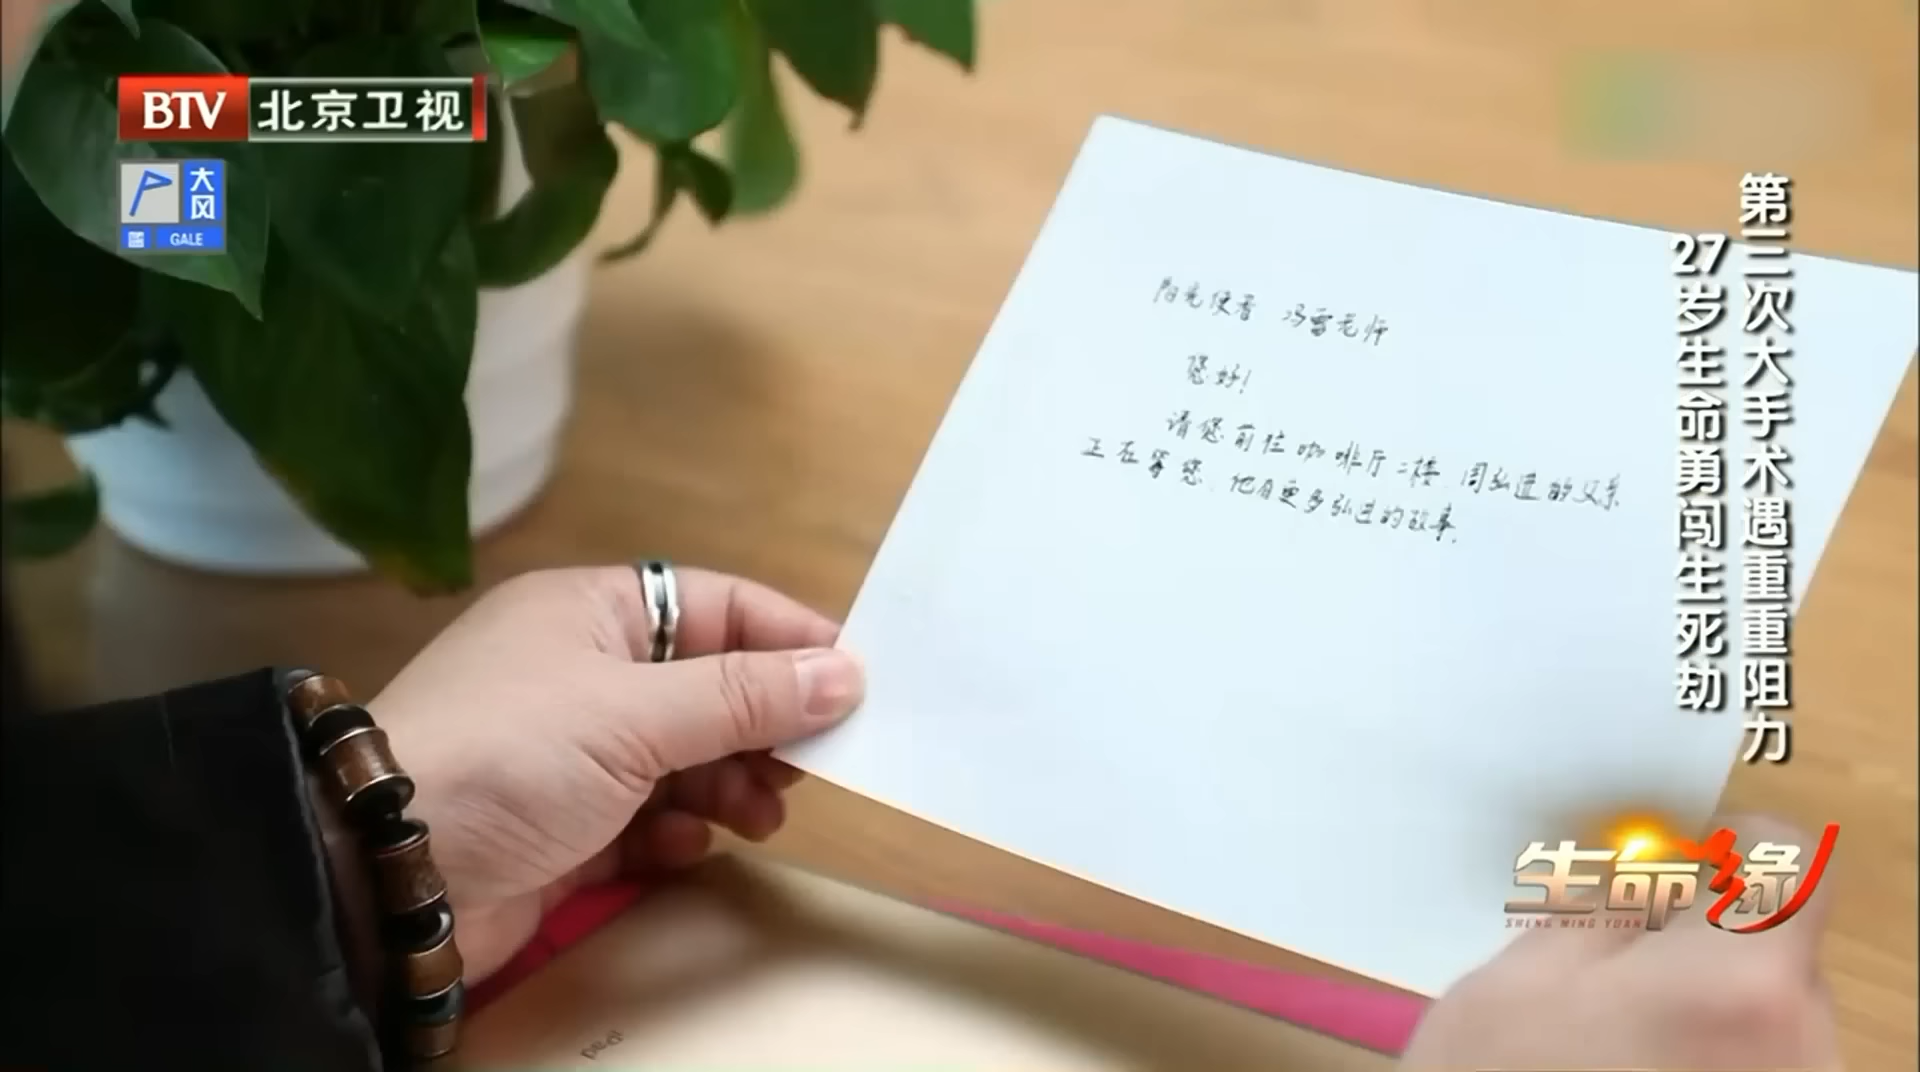 BTV 北京卫视
大风
GALE
第三次大手术遇重重阻力
27岁生命勇闯生死劫
阳光使者 冯雪老师
您好!
请您前往咖啡厅二楼,周弘进的父亲
正在等您,他有更多弘进的故事.
生命缘
SHENG MING YUAN
iPad